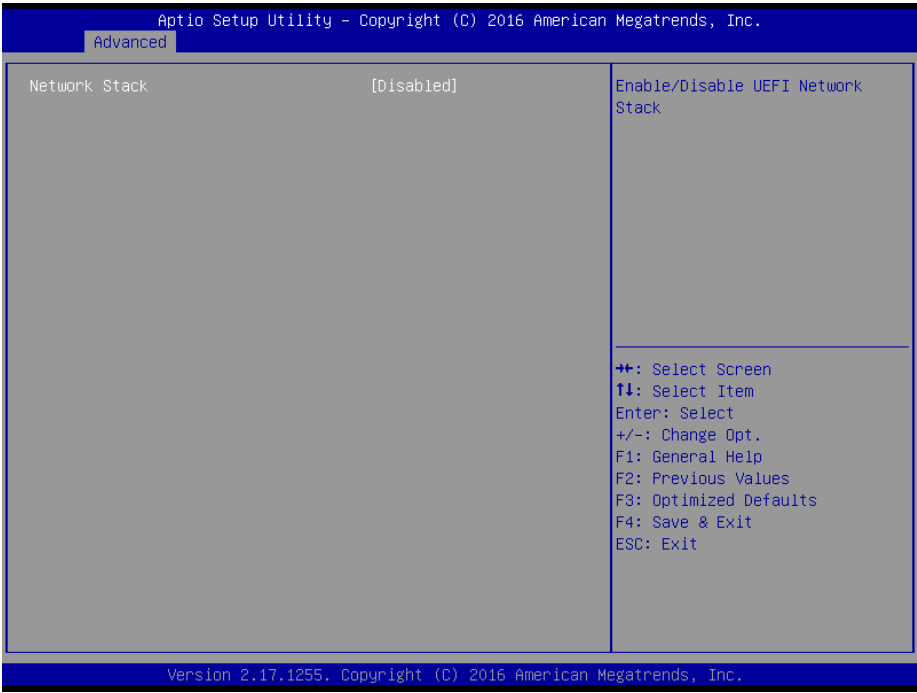 Aptio Setup Utility – Copyright (C) 2016 American Megatrends, Inc.
Advanced
Network Stack [Disabled]
Enable/Disable UEFI Network
Stack
→←: Select Screen
↑↓: Select Item
Enter: Select
+/-: Change Opt.
F1: General Help
F2: Previous Values
F3: Optimized Defaults
F4: Save & Exit
ESC: Exit
Version 2.17.1255. Copyright (C) 2016 American Megatrends, Inc.